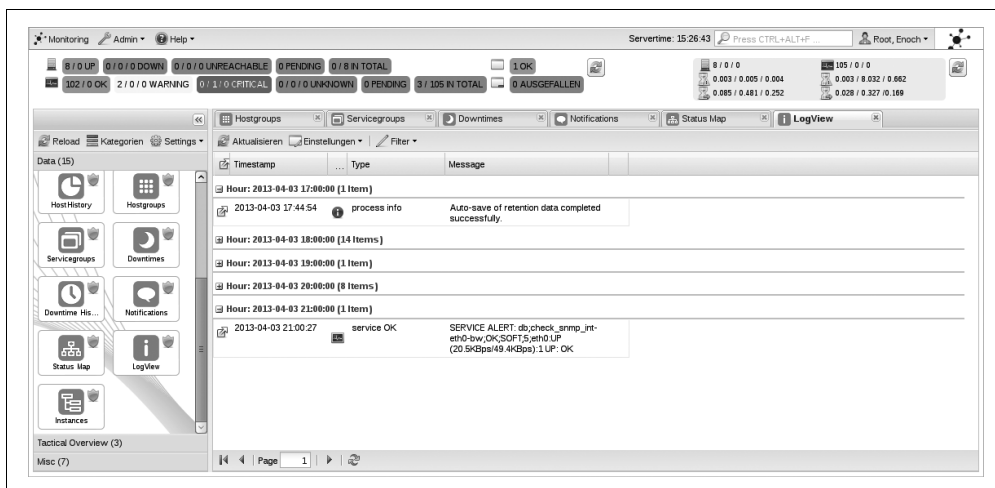 Monitoring Admin Help Servertime: 15:26:43 Press CTRL+ALT+F ... Root, Enoch
8 / 0 UP 0 / 0 / 0 DOWN 0 / 0 / 0 UNREACHABLE 0 PENDING 0 / 8 IN TOTAL 1 OK 8 / 0 / 0 105 / 0 / 0
102 / 0 OK 2 / 0 / 0 WARNING 0 / 1 / 0 CRITICAL 0 / 0 / 0 UNKNOWN 0 PENDING 3 / 105 IN TOTAL 0 AUSGEFALLEN 0.003 / 0.005 / 0.004 0.003 / 8.032 / 0.662
0.085 / 0.481 / 0.252 0.028 / 0.327 /0.169
Hostgroups Servicegroups Downtimes Notifications Status Map LogView
Reload Kategorien Settings Aktualisieren Einstellungen Filter
Data (15) Timestamp ... Type Message
Host History Hostgroups
Servicegroups Downtimes
Downtime His... Notifications
Status Map LogView
Instances
Tactical Overview (3)
Misc (7)
Hour: 2013-04-03 17:00:00 (1 Item)
2013-04-03 17:44:54 process info Auto-save of retention data completed
successfully.
Hour: 2013-04-03 18:00:00 (14 Items)
Hour: 2013-04-03 19:00:00 (1 Item)
Hour: 2013-04-03 20:00:00 (8 Items)
Hour: 2013-04-03 21:00:00 (1 Item)
2013-04-03 21:00:27 service OK SERVICE ALERT: db;check_snmp_int-
eth0-bw;OK;SOFT;5;eth0:UP
(20.5KBps/49.4KBps):1 UP: OK
Page 1